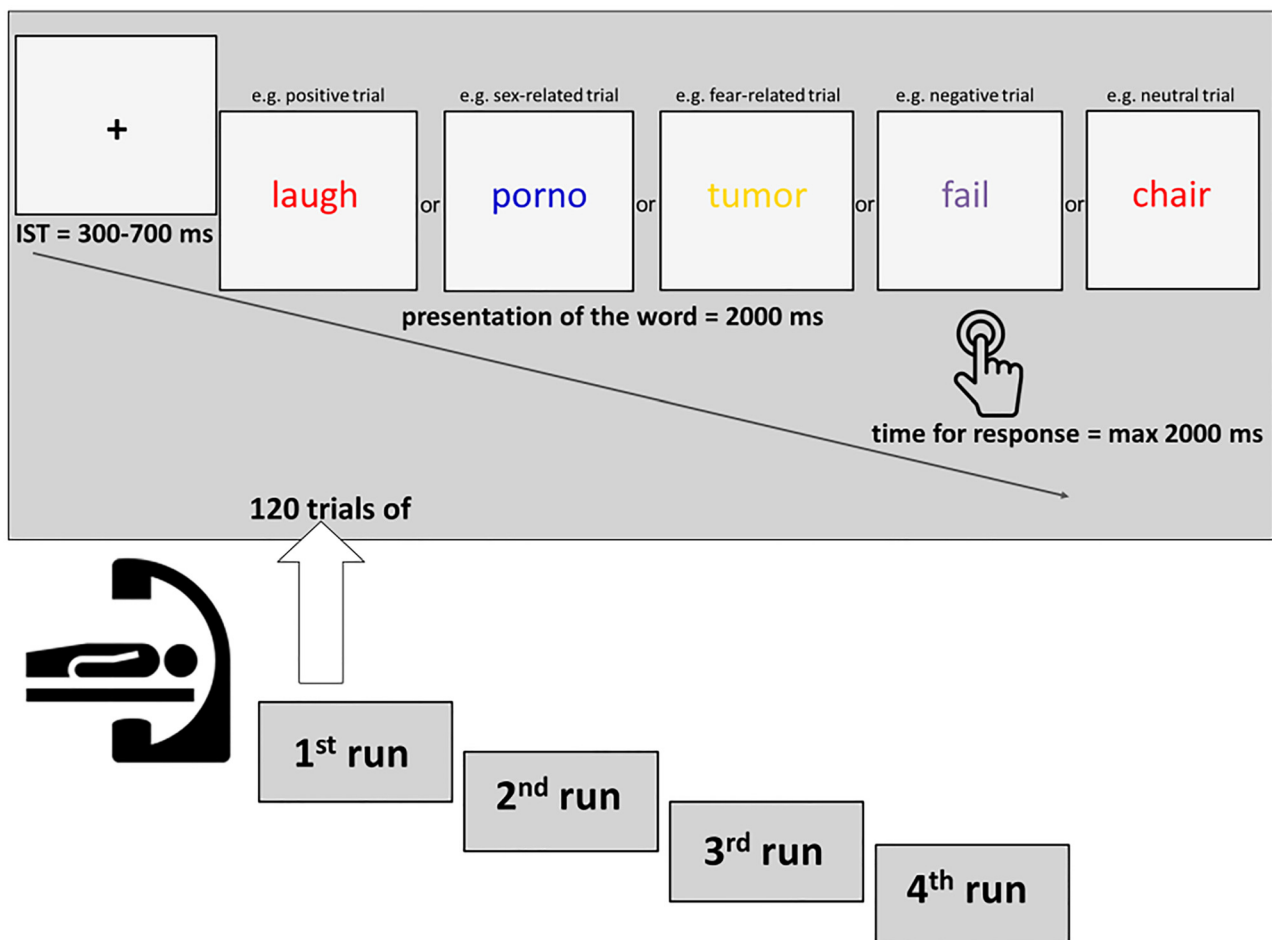 +
IST = 300-700 ms
e.g. positive trial
laugh
or
e.g. sex-related trial
porno
or
e.g. fear-related trial
tumor
or
e.g. negative trial
fail
or
e.g. neutral trial
chair
presentation of the word = 2000 ms
time for response = max 2000 ms
120 trials of
1st run
2nd run
3rd run
4th run